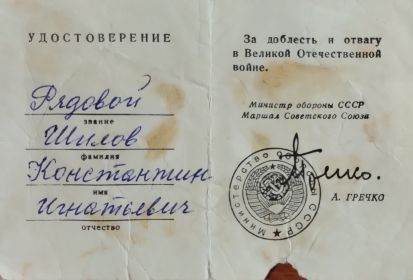 УДОСТОВЕРЕНИЕ
Рядовой
звание
Шилов
фамилия
Константин
имя
Игнатьевич
отчество
За доблесть и отвагу
в Великой Отечественной
войне.
Министр обороны СССР
Маршал Советского Союза
Министерство обороны СССР
А. ГРЕЧКО